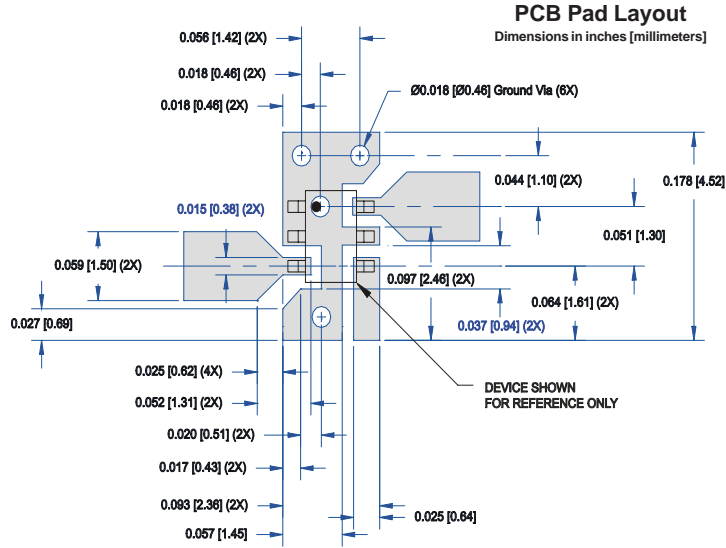 PCB Pad Layout
Dimensions in inches [millimeters]
0.056 [1.42] (2X)
0.018 [0.46] (2X)
0.018 [0.46] (2X)
Ø0.018 [Ø0.46] Ground Via (6X)
0.044 [1.10] (2X)
0.178 [4.52]
0.015 [0.38] (2X)
0.051 [1.30]
0.059 [1.50] (2X)
0.097 [2.46] (2X)
0.064 [1.61] (2X)
0.027 [0.69]
0.037 [0.94] (2X)
0.025 [0.62] (4X)
DEVICE SHOWN
FOR REFERENCE ONLY
0.052 [1.31] (2X)
0.020 [0.51] (2X)
0.017 [0.43] (2X)
0.093 [2.36] (2X)
0.025 [0.64]
0.057 [1.45]